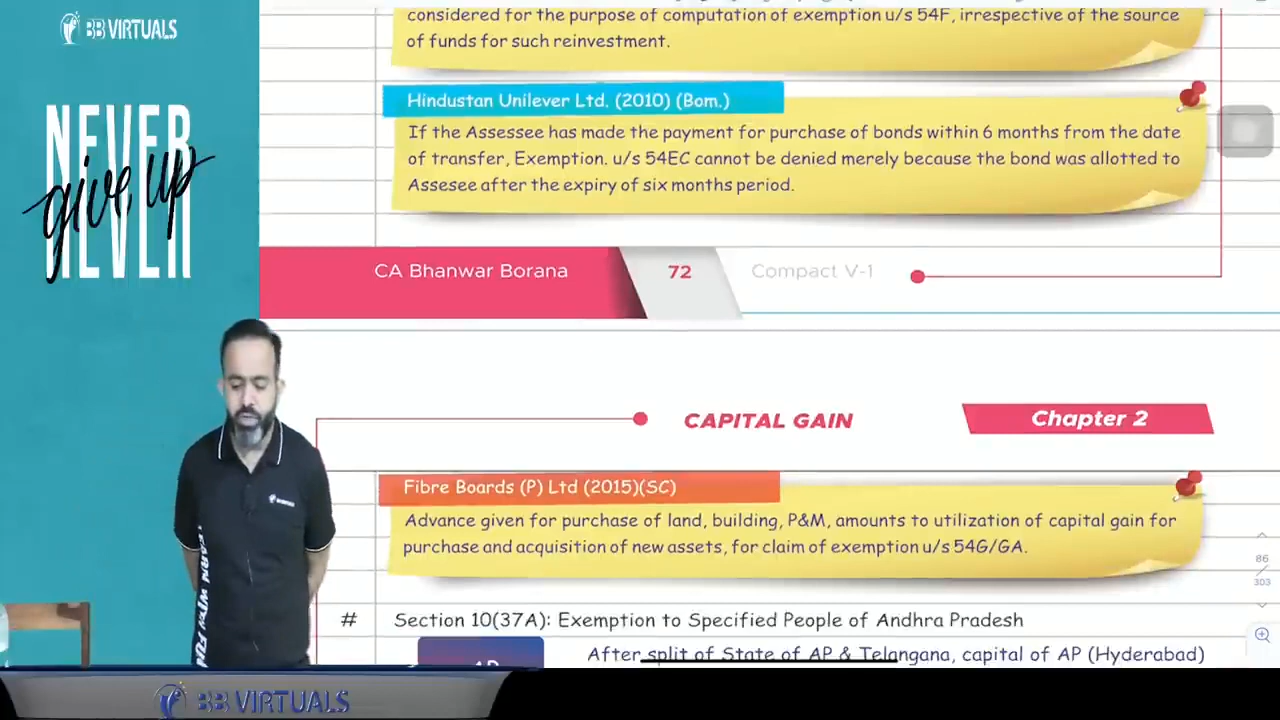 BB VIRTUALS
NEVER
give up
NEVER
considered for the purpose of computation of exemption u/s 54F, irrespective of the source
of funds for such reinvestment.
Hindustan Unilever Ltd. (2010) (Bom.)
If the Assessee has made the payment for purchase of bonds within 6 months from the date
of transfer, Exemption. u/s 54EC cannot be denied merely because the bond was allotted to
Assesee after the expiry of six months period.
CA Bhanwar Borana
72
Compact V-1
CAPITAL GAIN
Chapter 2
Fibre Boards (P) Ltd (2015)(SC)
Advance given for purchase of land, building, P&M, amounts to utilization of capital gain for
purchase and acquisition of new assets, for claim of exemption u/s 54G/GA.
86
303
# Section 10(37A): Exemption to Specified People of Andhra Pradesh
After split of State of AP & Telangana, capital of AP (Hyderabad)
BB VIRTUALS